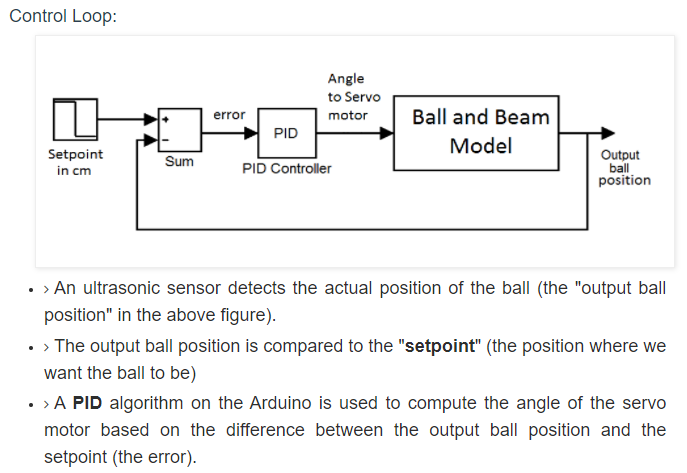 Control Loop:
Angle
to Servo
motor
error
+
−
PID
Ball and Beam
Model
Setpoint
in cm
Sum
PID Controller
Output
ball
position
• › An ultrasonic sensor detects the actual position of the ball (the "output ball
position" in the above figure).
• › The output ball position is compared to the "setpoint" (the position where we
want the ball to be)
• › A PID algorithm on the Arduino is used to compute the angle of the servo
motor based on the difference between the output ball position and the
setpoint (the error).